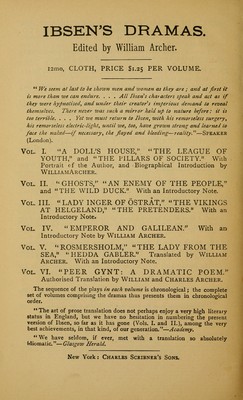 IBSEN'S DRAMAS.
Edited by William Archer.
12mo, CLOTH, PRICE $1.25 PER VOLUME.
"We seem at last to be shown men and women as they are; and at first it
is more than we can endure. . . . All Ibsen's characters speak and act as if
they were hypnotised, and under their creator's imperious demand to reveal
themselves. There never was such a mirror held up to nature before: it is
too terrible. . . . Yet we must return to Ibsen, with his remorseless surgery,
his remorseless electric-light, until we, too, have grown strong and learned to
face the naked—if necessary, the flayed and bleeding—reality."—SPEAKER
(London).
VOL. I. "A DOLL'S HOUSE," "THE LEAGUE OF
YOUTH," and "THE PILLARS OF SOCIETY." With
Portrait of the Author, and Biographical Introduction by
WILLIAM ARCHER.
VOL. II. "GHOSTS," "AN ENEMY OF THE PEOPLE,"
and "THE WILD DUCK." With an Introductory Note.
VOL. III. "LADY INGER OF ÖSTRÅT," "THE VIKINGS
AT HELGELAND," "THE PRETENDERS." With an
Introductory Note.
VOL. IV. "EMPEROR AND GALILEAN." With an
Introductory Note by WILLIAM ARCHER.
VOL. V. "ROSMERSHOLM," "THE LADY FROM THE
SEA," "HEDDA GABLER." Translated by WILLIAM
ARCHER. With an Introductory Note.
VOL. VI. "PEER GYNT: A DRAMATIC POEM."
Authorised Translation by WILLIAM and CHARLES ARCHER.
The sequence of the plays in each volume is chronological; the complete
set of volumes comprising the dramas thus presents them in chronological
order.
"The art of prose translation does not perhaps enjoy a very high literary
status in England, but we have no hesitation in numbering the present
version of Ibsen, so far as it has gone (Vols. I. and II.), among the very
best achievements, in that kind, of our generation."—Academy.
"We have seldom, if ever, met with a translation so absolutely
idiomatic."—Glasgow Herald.
New York: CHARLES SCRIBNER'S SONS.